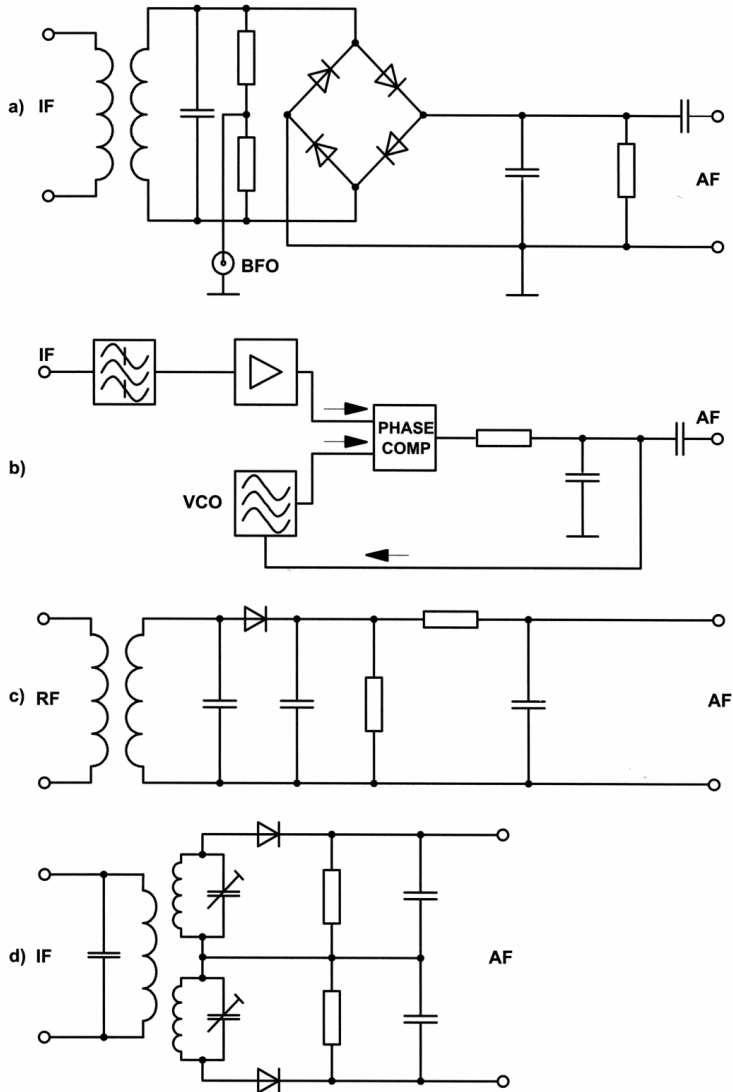 a) IF
AF
BFO
IF
AF
PHASE
COMP
b)
VCO
c) RF
AF
d) IF
AF